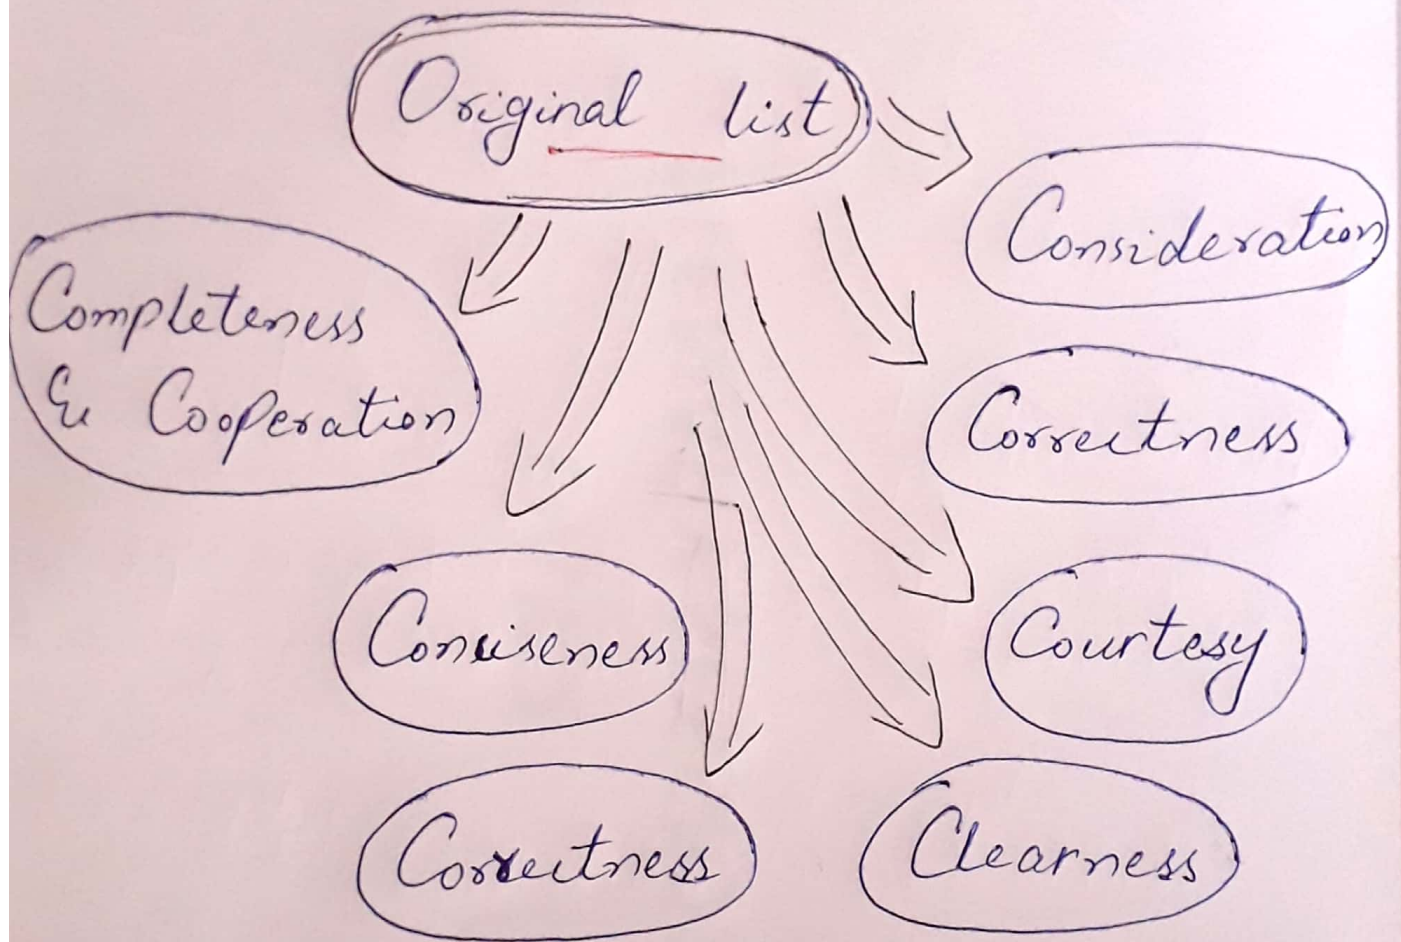 Original list
Consideration
Completeness
& Cooperation
Correctness
Conciseness
Courtesy
Correctness
Clearness